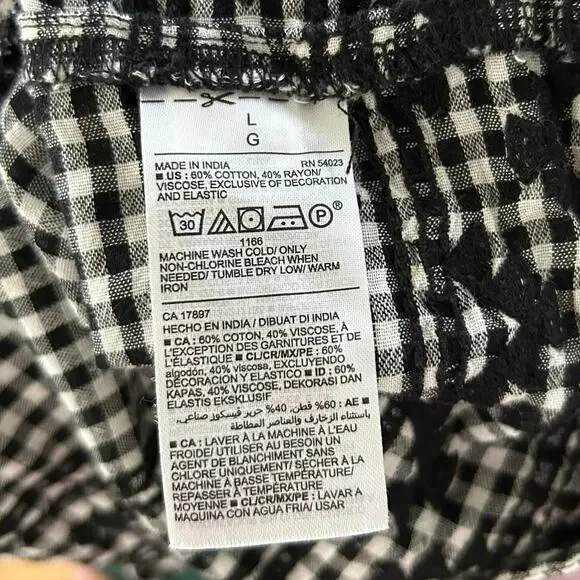 L
G
MADE IN INDIA RN 54023
■ US : 60% COTTON, 40% RAYON/
VISCOSE, EXCLUSIVE OF DECORATION
AND ELASTIC
30 P ®
1166
MACHINE WASH COLD/ ONLY
NON-CHLORINE BLEACH WHEN
NEEDED/ TUMBLE DRY LOW/ WARM
IRON
CA 17897
HECHO EN INDIA / DIBUAT DI INDIA
■ CA : 60% COTON, 40% VISCOSE, À
L'EXCEPTION DES GARNITURES ET DE
L'ÉLASTIQUE ■ CL/CR/MX/PE : 60%
algodón, 40% viscosa, EXCLUYENDO
DECORACIÓN Y ELASTICO ■ ID : 60%
KAPAS, 40% VISCOSE, DEKORASI DAN
ELASTIS EKSKLUSIF
■ AE : 60% قطن, 40% حرير فيسكوز صناعي,
باستثناء الزخارف والعناصر المطاطة
■ CA : LAVER À LA MACHINE À L'EAU
FROIDE/ UTILISER AU BESOIN UN
AGENT DE BLANCHIMENT SANS
CHLORE UNIQUEMENT/ SÉCHER À LA
MACHINE À BASSE TEMPÉRATURE/
REPASSER À TEMPÉRATURE
MOYENNE ■ CL/CR/MX/PE : LAVAR A
MAQUINA CON AGUA FRIA/ USAR